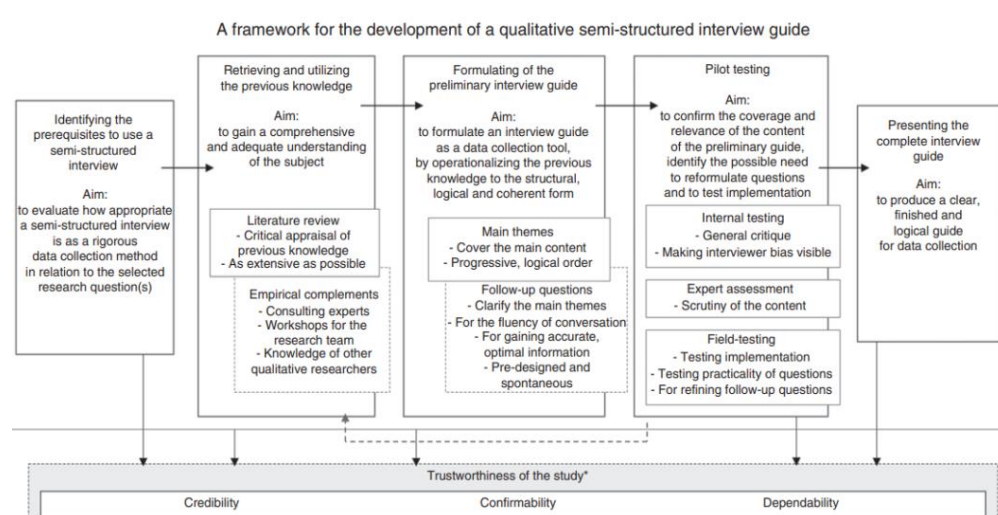 A framework for the development of a qualitative semi-structured interview guide
Identifying the
prerequisites to use a
semi-structured
interview
Aim:
to evaluate how appropriate
a semi-structured interview
is as a rigorous
data collection method
in relation to the selected
research question(s)
Retrieving and utilizing
the previous knowledge
Aim:
to gain a comprehensive
and adequate understanding
of the subject
Literature review
- Critical appraisal of
previous knowledge
- As extensive as possible
Empirical complements
- Consulting experts
- Workshops for the
research team
- Knowledge of other
qualitative researchers
Formulating of the
preliminary interview guide
Aim:
to formulate an interview guide
as a data collection tool,
by operationalizing the previous
knowledge to the structural,
logical and coherent form
Main themes
- Cover the main content
- Progressive, logical order
Follow-up questions
- Clarify the main themes
- For the fluency of conversation
- For gaining accurate,
optimal information
- Pre-designed and
spontaneous
Pilot testing
Aim:
to confirm the coverage and
relevance of the content
of the preliminary guide,
identify the possible need
to reformulate questions
and to test implementation
Internal testing
- General critique
- Making interviewer bias visible
Expert assessment
- Scrutiny of the content
Field-testing
- Testing implementation
- Testing practicality of questions
- For refining follow-up questions
Presenting the
complete interview
guide
Aim:
to produce a clear,
finished and
logical guide
for data collection
Trustworthiness of the study*
Credibility Confirmability Dependability